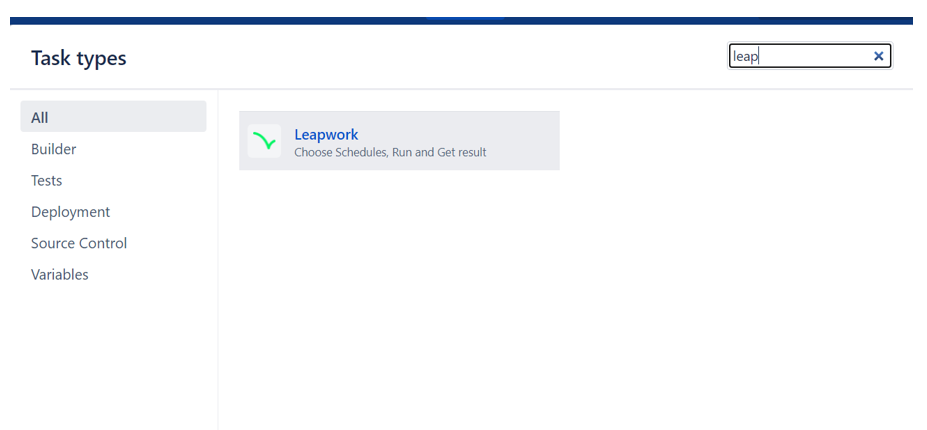 Task types
leap
All
Builder
Tests
Deployment
Source Control
Variables
Leapwork
Choose Schedules, Run and Get result